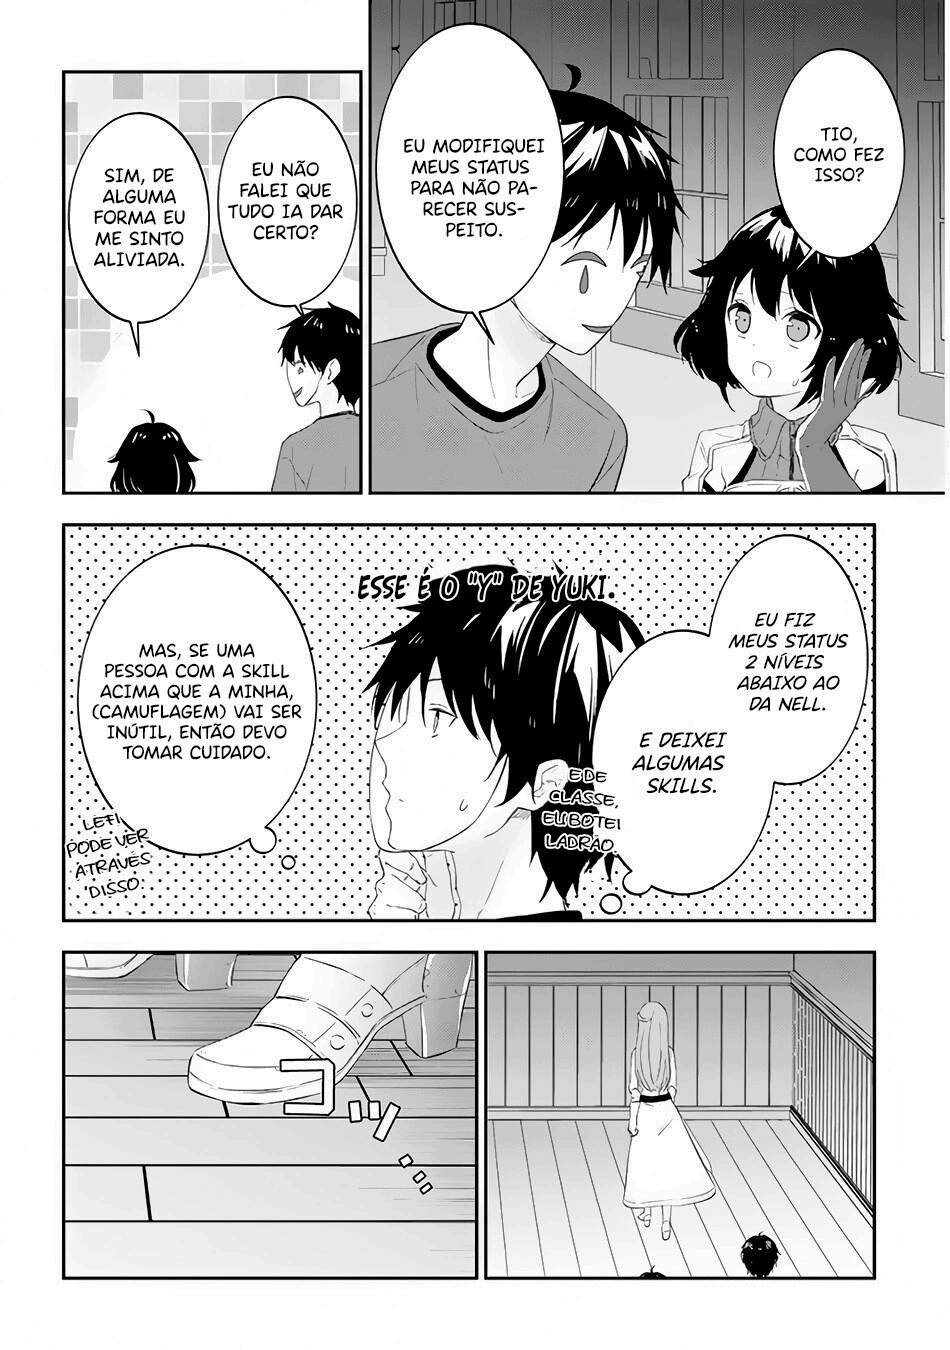 TIO,
COMO FEZ
ISSO?
EU MODIFIQUEI
MEUS STATUS
PARA NÃO PA-
RECER SUS-
PEITO.
EU NÃO
FALEI QUE
TUDO IA DAR
CERTO?
SIM, DE
ALGUMA
FORMA EU
ME SINTO
ALIVIADA.
ESSE É O "Y" DE YUKI.
EU FIZ
MEUS STATUS
2 NÍVEIS
ABAIXO AO
DA NELL.
E DEIXEI
ALGUMAS
SKILLS.
E DE
CLASSE,
EU BOTEI
LADRÃO.
MAS, SE UMA
PESSOA COM A SKILL
ACIMA QUE A MINHA,
(CAMUFLAGEM) VAI SER
INÚTIL, ENTÃO DEVO
TOMAR CUIDADO.
LEFI
PODE VER
ATRAVÉS
DISSO.
コツ